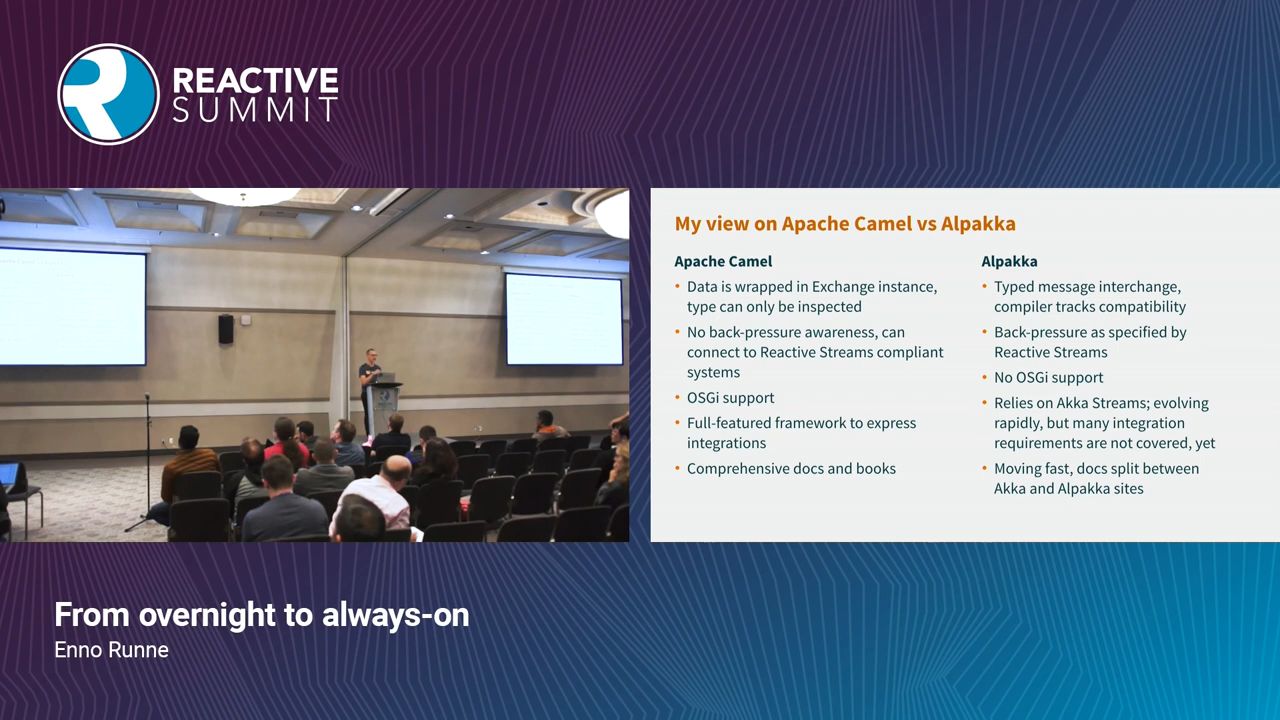 REACTIVE
SUMMIT
My view on Apache Camel vs Alpakka
Apache Camel
• Data is wrapped in Exchange instance,
type can only be inspected
• No back-pressure awareness, can
connect to Reactive Streams compliant
systems
• OSGi support
• Full-featured framework to express
integrations
• Comprehensive docs and books
Alpakka
• Typed message interchange,
compiler tracks compatibility
• Back-pressure as specified by
Reactive Streams
• No OSGi support
• Relies on Akka Streams; evolving
rapidly, but many integration
requirements are not covered, yet
• Moving fast, docs split between
Akka and Alpakka sites
From overnight to always-on
Enno Runne